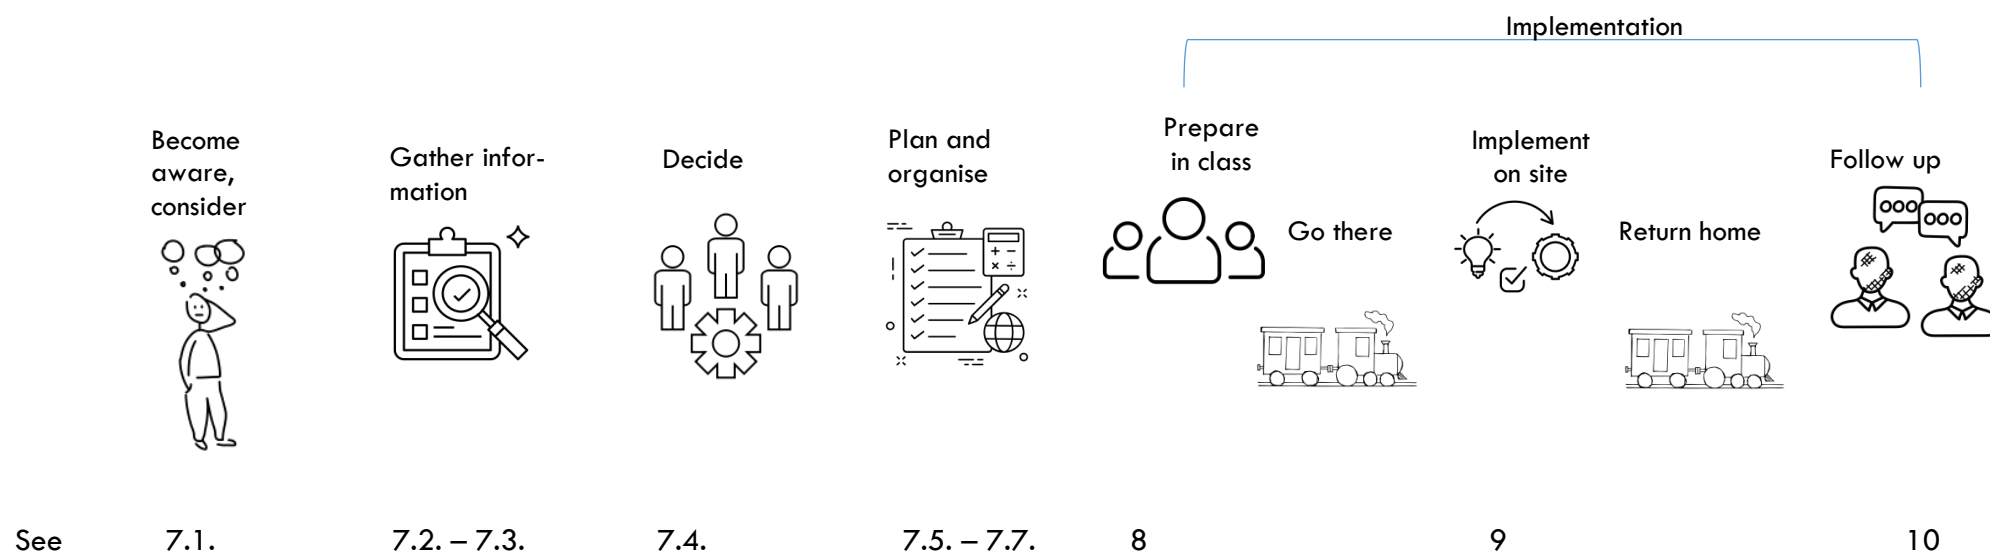 Implementation
Become
aware,
consider
Gather infor-
mation
Decide
Plan and
organise
Prepare
in class
Go there
Implement
on site
Return home
Follow up
See 7.1. 7.2. – 7.3. 7.4. 7.5. – 7.7. 8 9 10